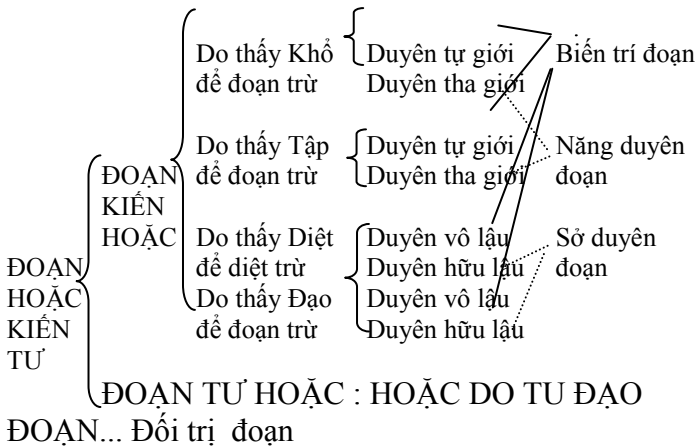 Do thấy Khổ Duyên tự giới Biến trí đoạn
để đoạn trừ Duyên tha giới
Do thấy Tập Duyên tự giới Năng duyên
ĐOẠN để đoạn trừ Duyên tha giới đoạn
KIẾN
HOẶC Do thấy Diệt Duyên vô lậu Sở duyên
ĐOẠN để diệt trừ Duyên hữu lậu đoạn
HOẶC Do thấy Đạo Duyên vô lậu
KIẾN để đoạn trừ Duyên hữu lậu
TƯ
ĐOẠN TƯ HOẶC : HOẶC DO TU ĐẠO
ĐOẠN... Đối trị đoạn